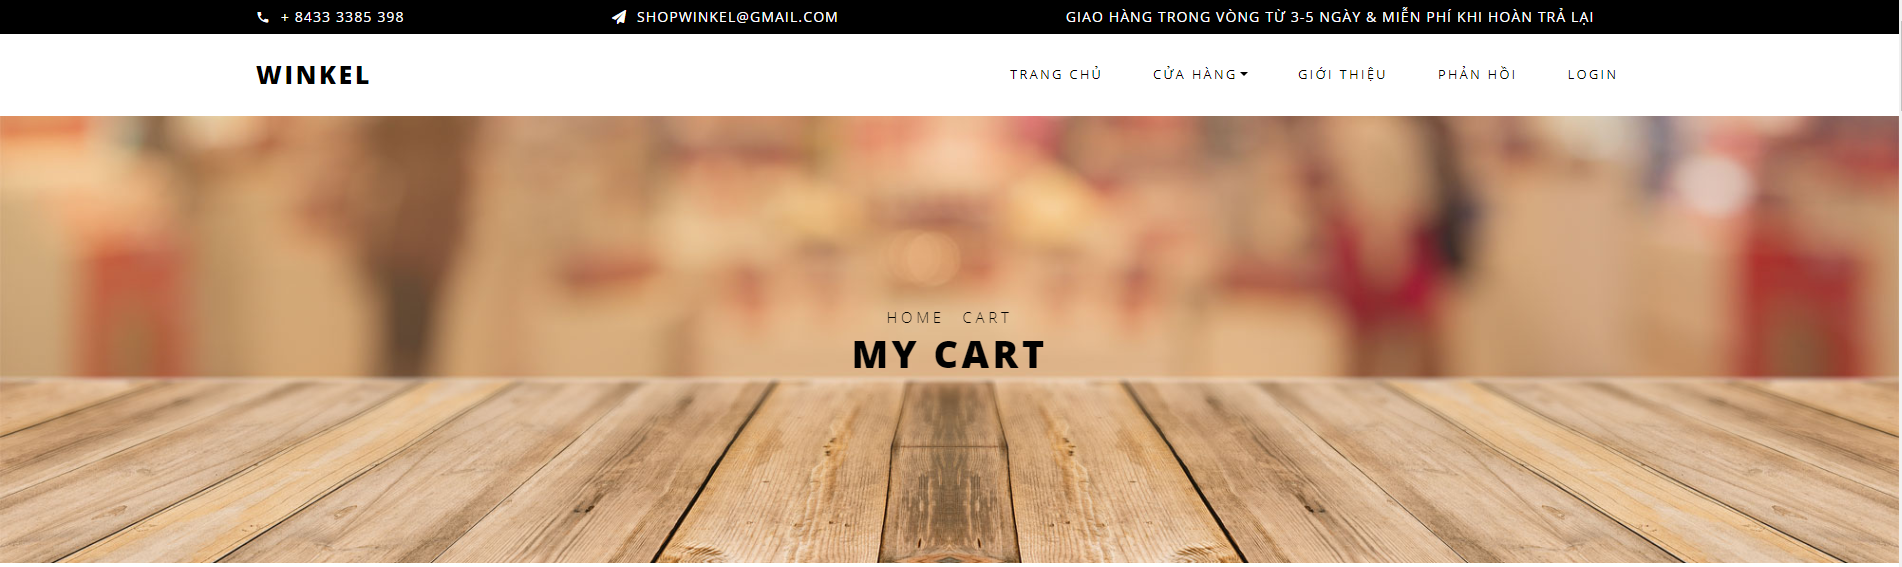 + 8433 3385 398
SHOPWINKEL@GMAIL.COM
GIAO HÀNG TRONG VÒNG TỪ 3-5 NGÀY & MIỄN PHÍ KHI HOÀN TRẢ LẠI
WINKEL
TRANG CHỦ
CỬA HÀNG
GIỚI THIỆU
PHẢN HỒI
LOGIN
HOME CART
MY CART